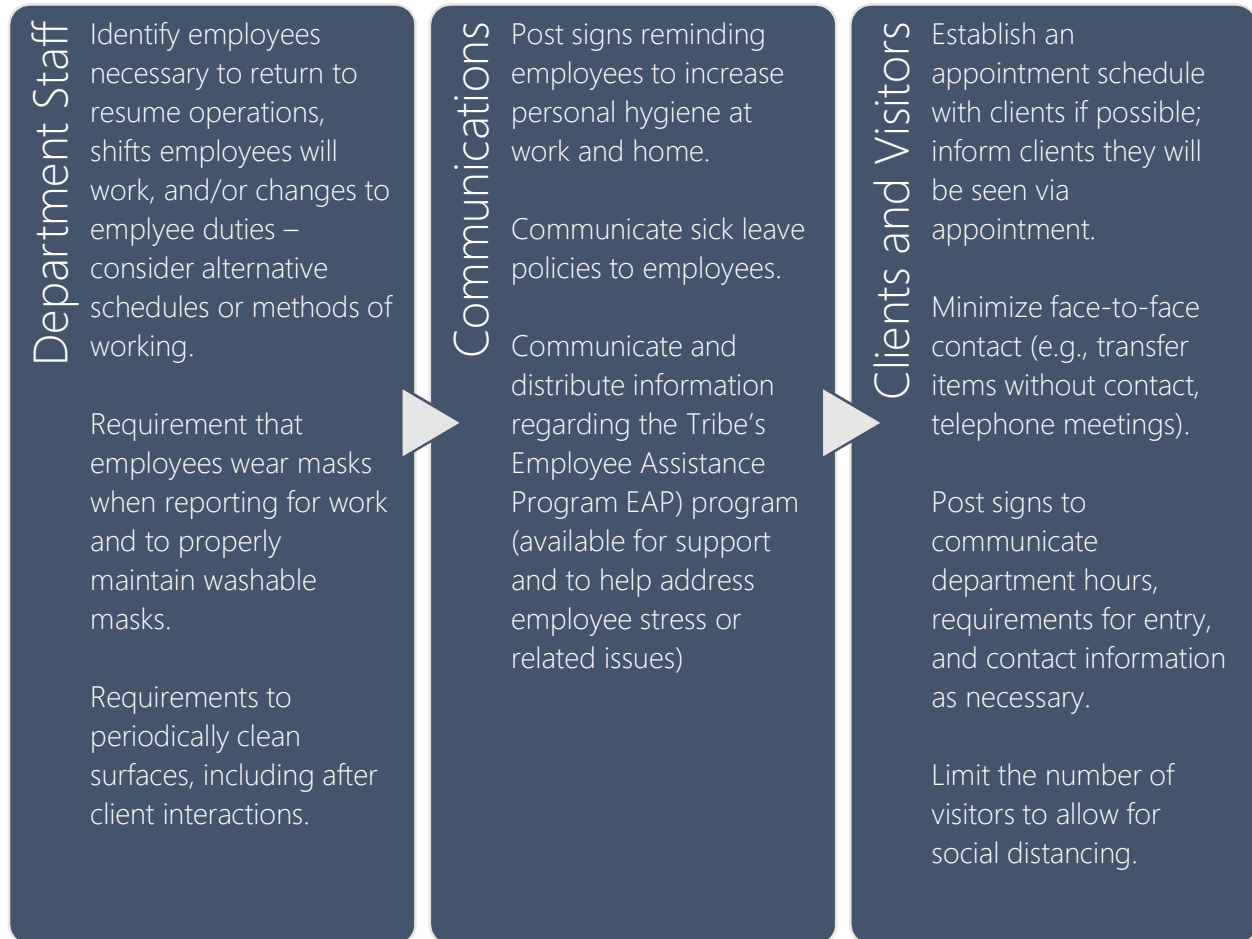 Department Staff
Identify employees
necessary to return to
resume operations,
shifts employees will
work, and/or changes to
emplyee duties –
consider alternative
schedules or methods of
working.
Requirement that
employees wear masks
when reporting for work
and to properly
maintain washable
masks.
Requirements to
periodically clean
surfaces, including after
client interactions.
Communications
Post signs reminding
employees to increase
personal hygiene at
work and home.
Communicate sick leave
policies to employees.
Communicate and
distribute information
regarding the Tribe's
Employee Assistance
Program EAP) program
(available for support
and to help address
employee stress or
related issues)
Clients and Visitors
Establish an
appointment schedule
with clients if possible;
inform clients they will
be seen via
appointment.
Minimize face-to-face
contact (e.g., transfer
items without contact,
telephone meetings).
Post signs to
communicate
department hours,
requirements for entry,
and contact information
as necessary.
Limit the number of
visitors to allow for
social distancing.